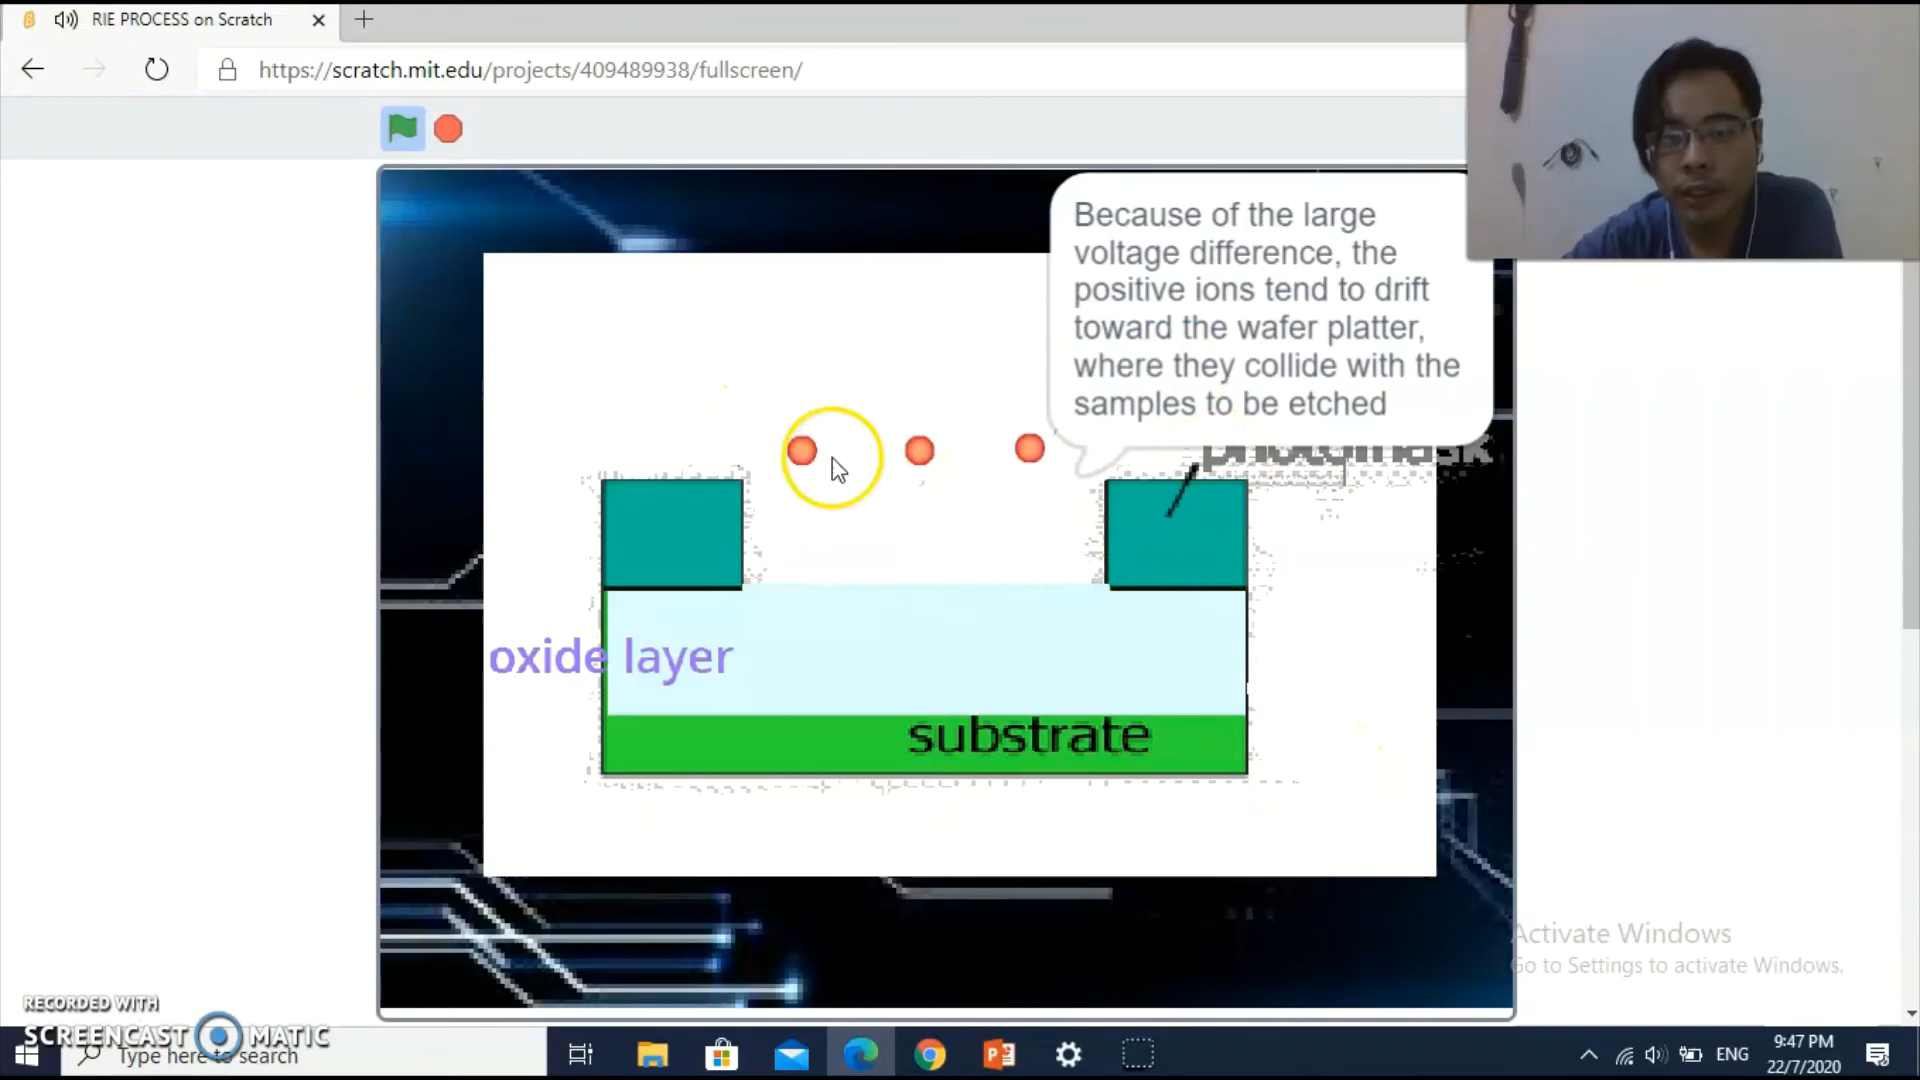 RIE PROCESS on Scratch
https://scratch.mit.edu/projects/409489938/fullscreen/
Because of the large
voltage difference, the
positive ions tend to drift
toward the wafer platter,
where they collide with the
samples to be etched
photomask
oxide layer
substrate
Activate Windows
Go to Settings to activate Windows.
RECORDED WITH
SCREENCAST MATIC
Type here to search
ENG
9:47 PM
22/7/2020